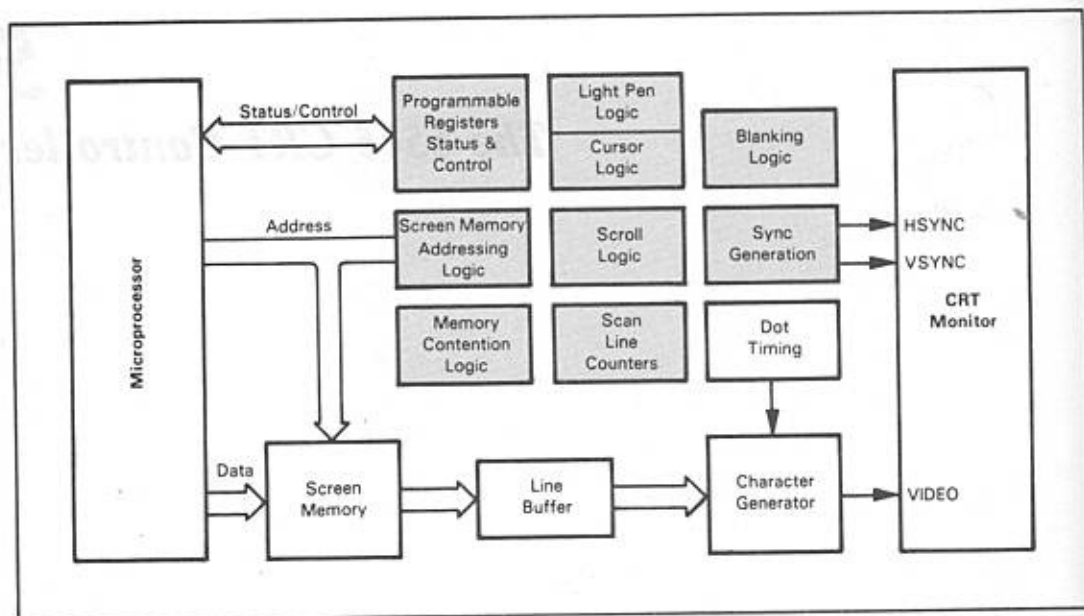 Status/Control
Programmable
Registers
Status &
Control
Light Pen
Logic
Cursor
Logic
Blanking
Logic
Microprocessor
Address
Screen Memory
Addressing
Logic
Scroll
Logic
Sync
Generation
HSYNC
VSYNC
CRT
Monitor
Memory
Contention
Logic
Scan
Line
Counters
Dot
Timing
Data
Screen
Memory
Line
Buffer
Character
Generator
VIDEO